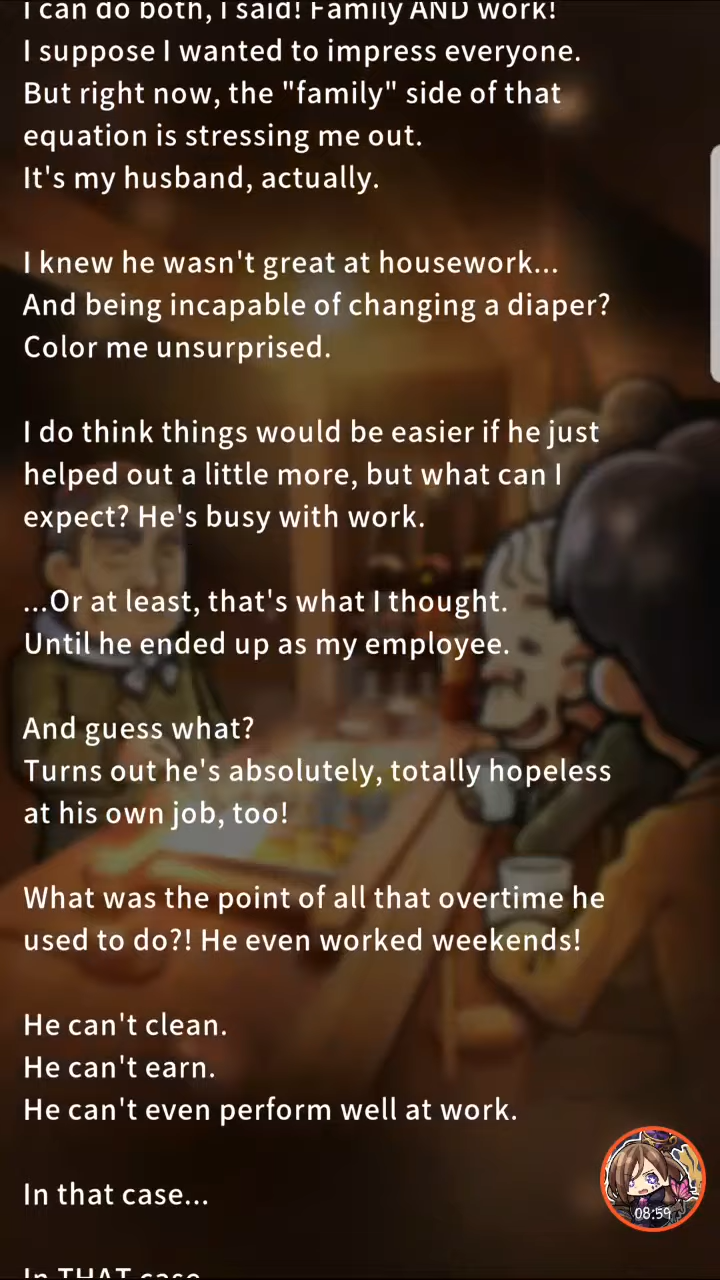 I can do both, I said! Family AND work!
I suppose I wanted to impress everyone.
But right now, the "family" side of that
equation is stressing me out.
It's my husband, actually.
I knew he wasn't great at housework...
And being incapable of changing a diaper?
Color me unsurprised.
I do think things would be easier if he just
helped out a little more, but what can I
expect? He's busy with work.
...Or at least, that's what I thought.
Until he ended up as my employee.
And guess what?
Turns out he's absolutely, totally hopeless
at his own job, too!
What was the point of all that overtime he
used to do?! He even worked weekends!
He can't clean.
He can't earn.
He can't even perform well at work.
In that case...
In THAT case
08:59